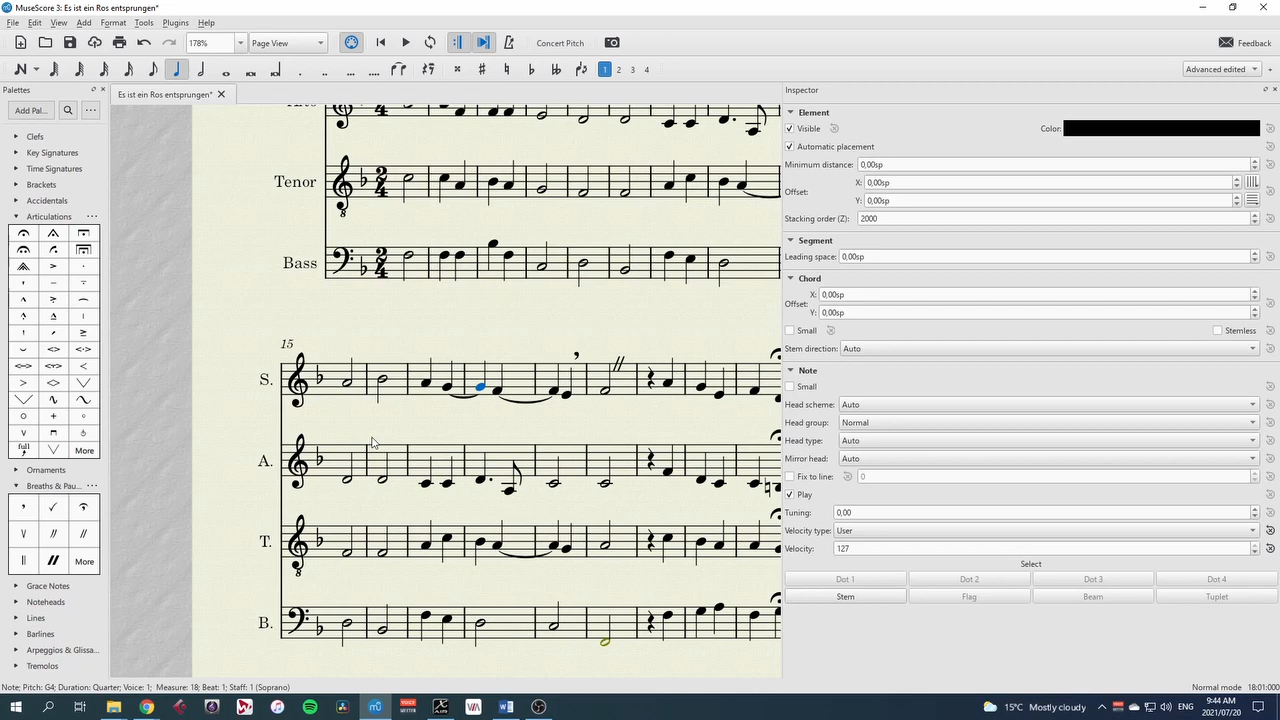 MuseScore 3: Es ist ein Ros entsprungen*
File Edit View Add Format Tools Plugins Help
178% Page View Concert Pitch Feedback
1 2 3 4 Advanced edited
Palettes Es ist ein Ros entsprungen* Inspector
Add Pal...
Clefs
Key Signatures
Time Signatures
Brackets
Accidentals
Articulations
full
More
Ornaments
Breaths & Pau...
More
Grace Notes
Noteheads
Lines
Barlines
Arpeggios & Glissa...
Tremolos
Tenor
8
2 4
Bass
2 4
15
S.
A.
T.
8
B.
Element
Visible Color:
Automatic placement
Minimum distance: 0,00sp
Offset: X: 0,00sp
Y: 0,00sp
Stacking order (Z): 2000
Segment
Leading space: 0,00sp
Chord
Offset: X: 0,00sp
Y: 0,00sp
Small Stemless
Stem direction: Auto
Note
Small
Head scheme: Auto
Head group: Normal
Head type: Auto
Mirror head: Auto
Fix to line: 0
Play
Tuning: 0,00
Velocity type: User
Velocity: 127
Select
Dot 1 Dot 2 Dot 3 Dot 4
Stem Flag Beam Tuplet
Note; Pitch: G4; Duration: Quarter; Voice: 1; Measure: 18; Beat: 1; Staff: 1 (Soprano) Normal mode 18:01:000
15°C Mostly cloudy ENG 9:44 AM
2021/07/20